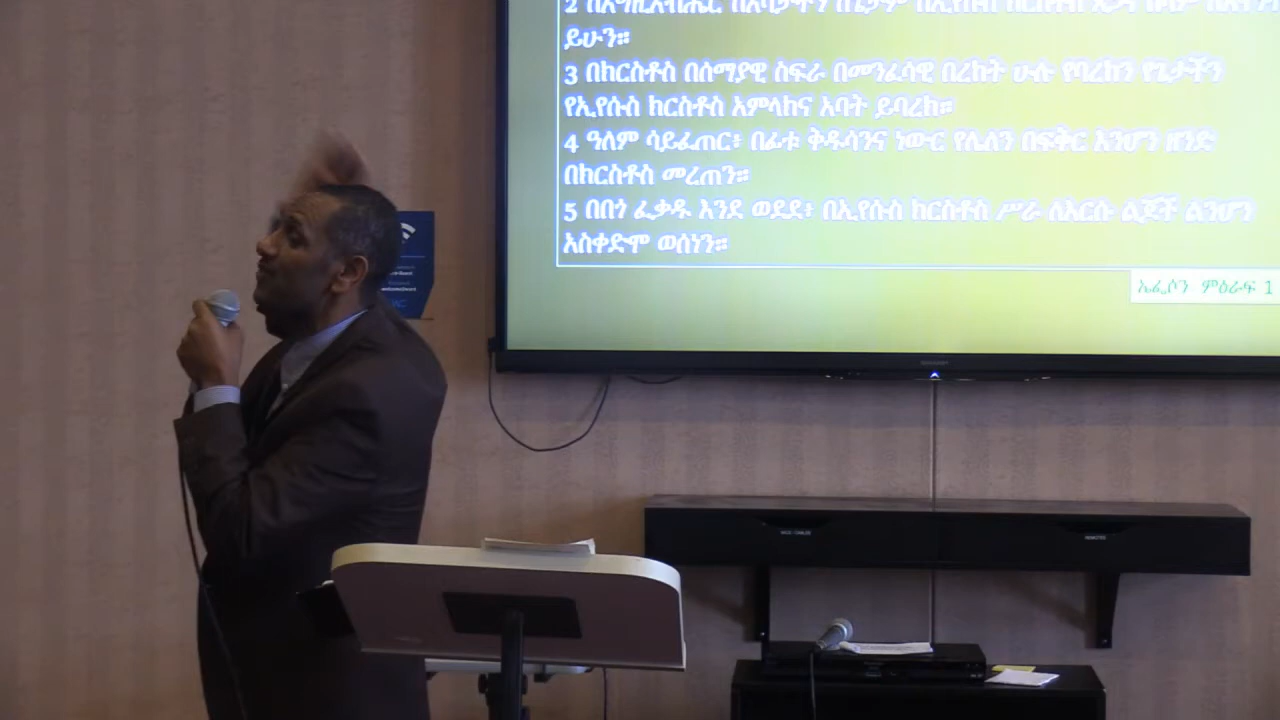 ይሁን።
3 በክርስቶስ በሰማያዊ ስፍራ በመንፈሳዊ በረከት ሁሉ የባረከን የጌታችን
የኢየሱስ ክርስቶስ አምላክና አባት ይባረክ።
4 ዓለም ሳይፈጠር፥ በፊቱ ቅዱሳንና ነውር የሌለን በፍቅር እንሆን ዘንድ
በክርስቶስ መረጠን።
5 በበጎ ፈቃዱ እንደ ወደደ፥ በኢየሱስ ክርስቶስ ሥራ ለእርሱ ልጆች ልንሆን
አስቀድሞ ወሰነን።
ኤፌሶን ምዕራፍ 1